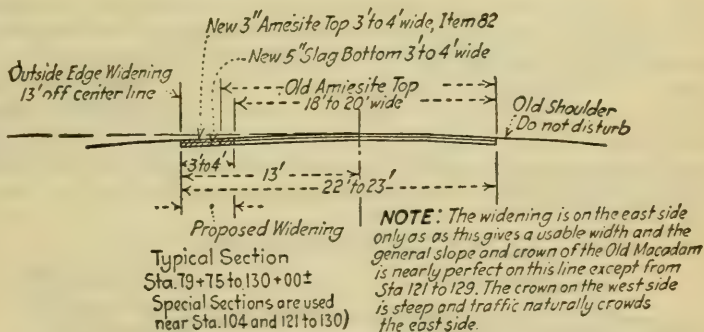 New 3" Amesite Top 3' to 4' wide, Item 82
New 5" Slag Bottom 3' to 4' wide
Outside Edge Widening
13' off center line
Old Amiesite Top
18' to 20' wide
Old Shoulder
Do not disturb
3' to 4'
13'
22' to 23'
Proposed Widening
Typical Section
Sta. 79+75 to 130+00±
Special Sections are used
near Sta. 104 and 121 to 130)
NOTE: The widening is on the east side
only as as this gives a usable width and the
general slope and crown of the Old Macadam
is nearly perfect on this line except from
Sta 121 to 129. The crown on the west side
is steep and traffic naturally crowds
the east side.